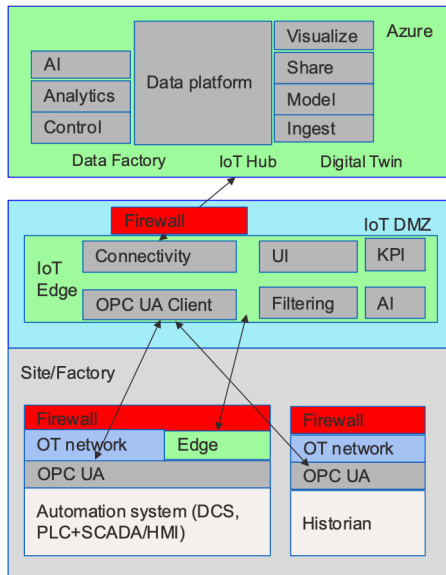 Azure
Visualize
AI
Data platform
Share
Analytics
Model
Control
Ingest
Data Factory
IoT Hub
Digital Twin
Firewall
IoT DMZ
IoT
Edge
Connectivity
UI
KPI
OPC UA Client
Filtering
AI
Site/Factory
Firewall
OT network
Edge
OPC UA
Automation system (DCS,
PLC+SCADA/HMI)
Firewall
OT network
OPC UA
Historian